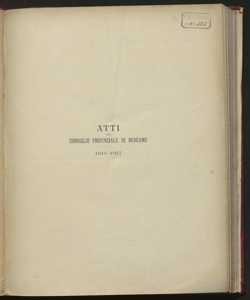 ATTI
DEL
CONSIGLIO PROVINCIALE DI BERGAMO